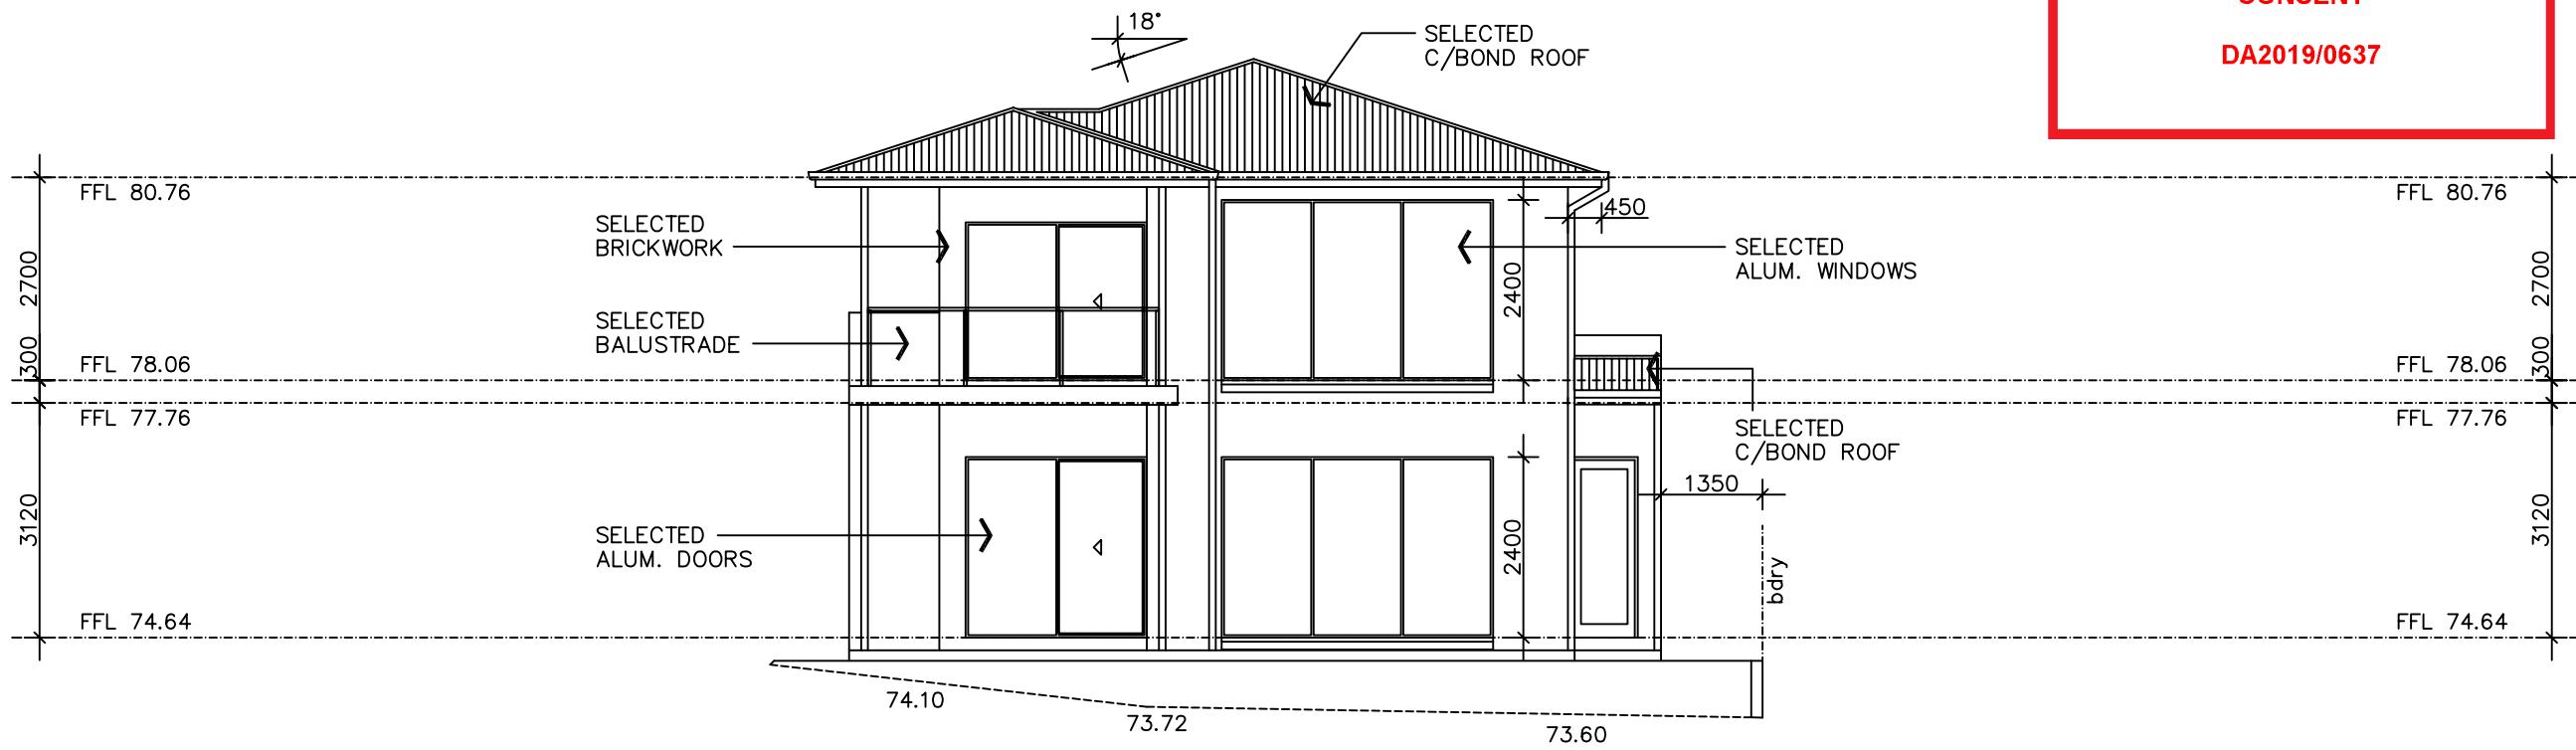 CONSENT
DA2019/0637
18°
SELECTED
C/BOND ROOF
FFL 80.76
FFL 80.76
SELECTED
BRICKWORK
450
SELECTED
ALUM. WINDOWS
2700
2400
2700
SELECTED
BALUSTRADE
300
FFL 78.06
FFL 78.06
300
FFL 77.76
FFL 77.76
SELECTED
C/BOND ROOF
1350
3120
2400
3120
SELECTED
ALUM. DOORS
bdry
FFL 74.64
FFL 74.64
74.10
73.72
73.60